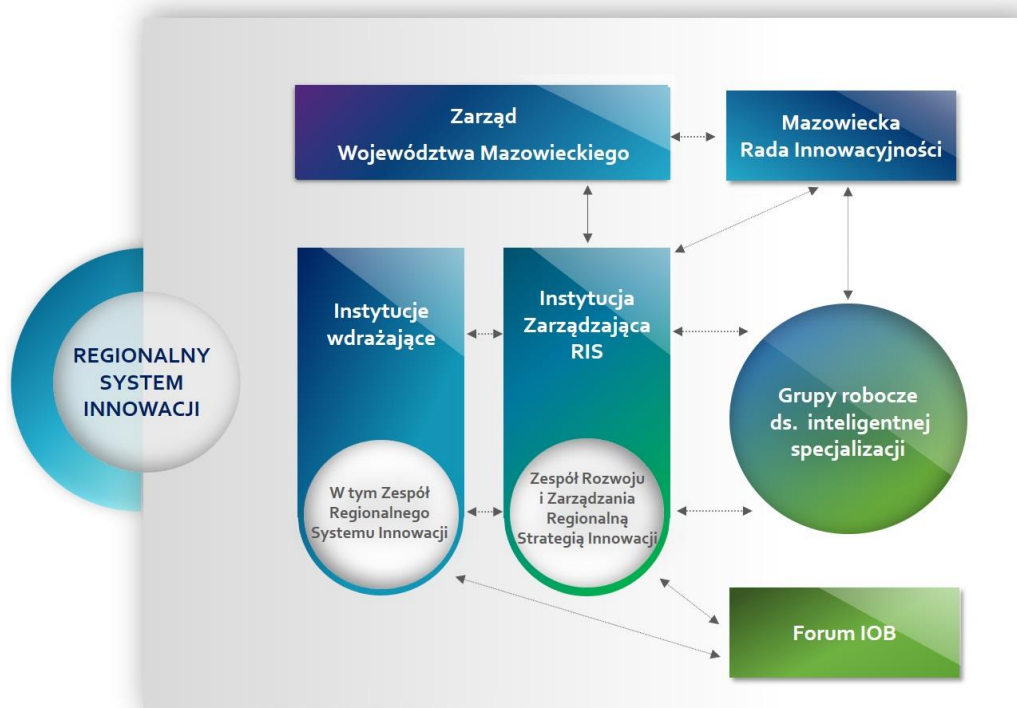 Zarząd
Województwa Mazowieckiego
Mazowiecka
Rada Innowacyjności
REGIONALNY
SYSTEM
INNOWACJI
Instytucje
wdrażające
Instytucja
Zarządzająca
RIS
Grupy robocze
ds. inteligentnej
specjalizacji
W tym Zespół
Regionalnego
Systemu Innowacji
Zespół Rozwoju
i Zarządzania
Regionalną
Strategią Innowacji
Forum IOB